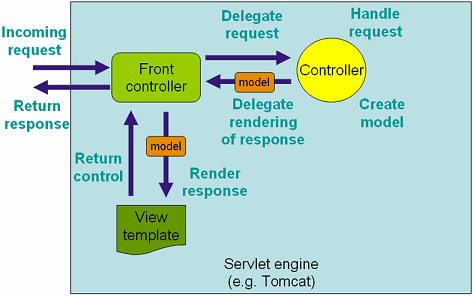 Incoming
request
Return
response
Front
controller
Delegate
request
Handle
request
Controller
model
Delegate
rendering
of response
Create
model
Return
control
model
Render
response
View
template
Servlet engine
(e.g. Tomcat)